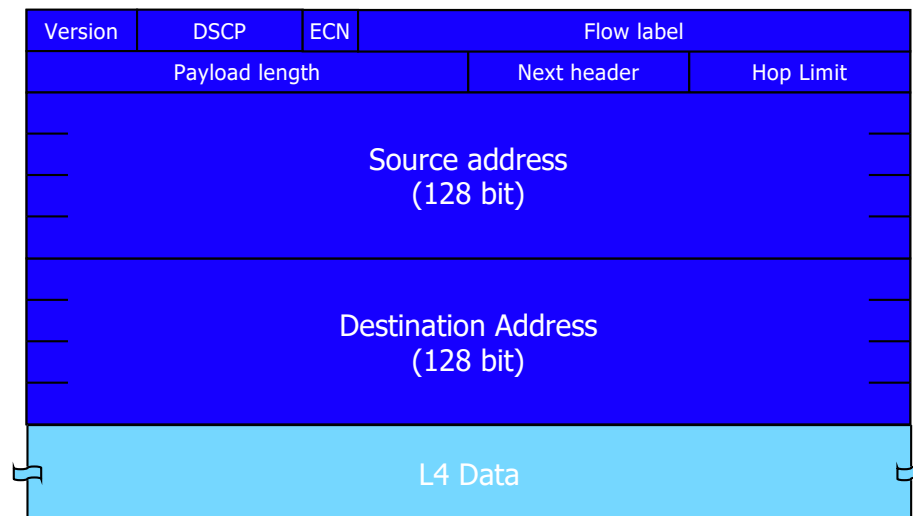 Version DSCP ECN Flow label
Payload length Next header Hop Limit
Source address
(128 bit)
Destination Address
(128 bit)
L4 Data